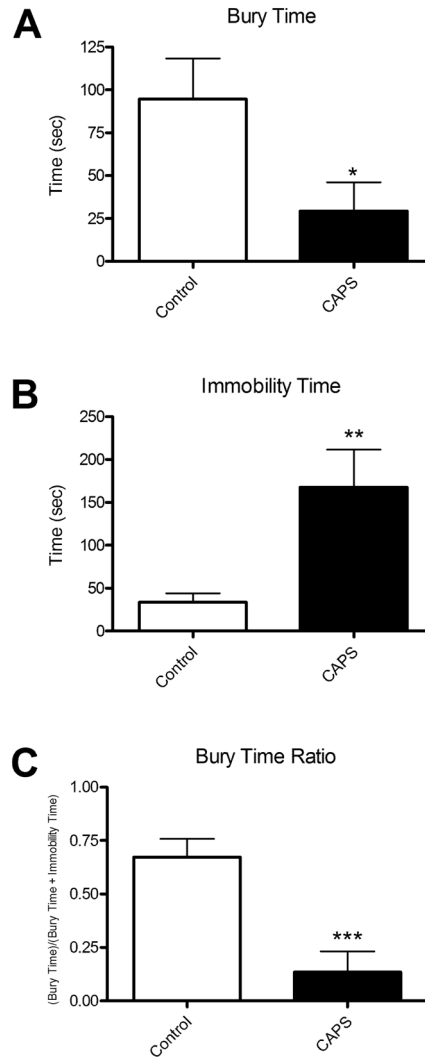 A
Bury Time
Time (sec)
125
100
75
50
25
0
*
Control
CAPS
B
Immobility Time
Time (sec)
250
200
150
100
50
0
**
Control
CAPS
C
Bury Time Ratio
(Bury Time)/(Bury Time + Immobility Time)
1.00
0.75
0.50
0.25
0.00
***
Control
CAPS